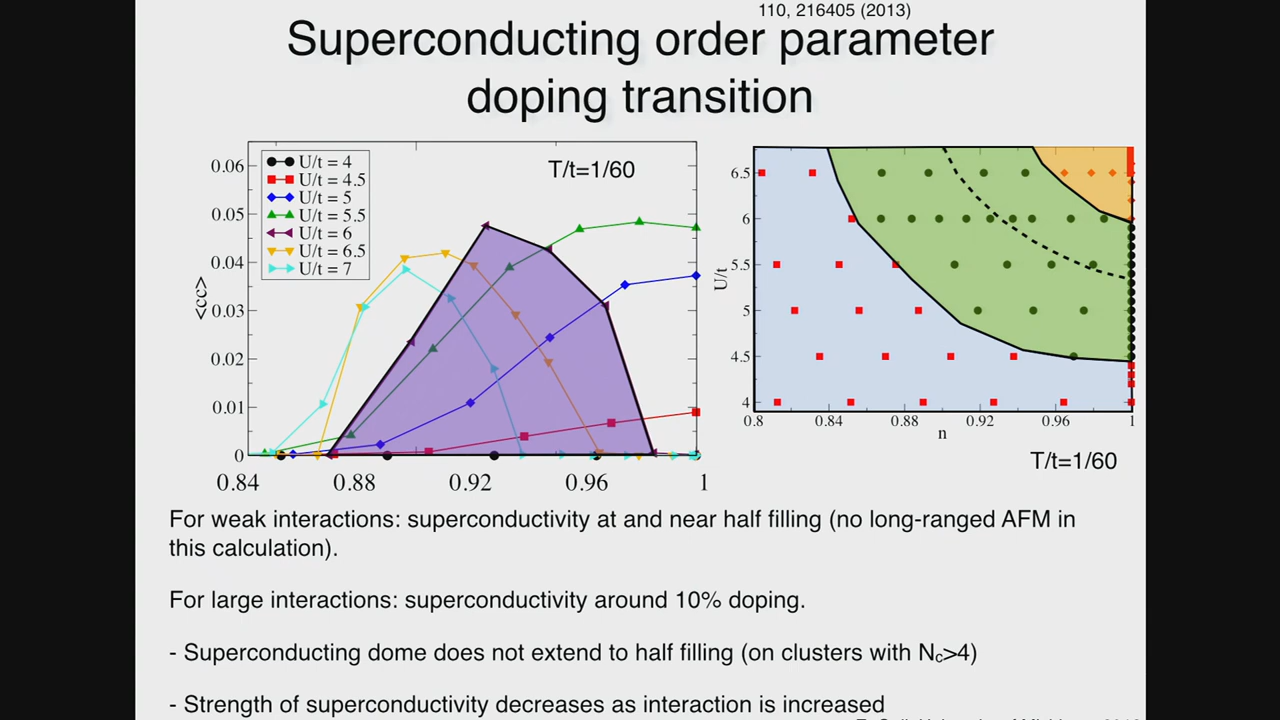 110, 216405 (2013)
Superconducting order parameter
doping transition
U/t = 4
U/t = 4.5
U/t = 5
U/t = 5.5
U/t = 6
U/t = 6.5
U/t = 7
T/t=1/60
<cc>
0.06
0.05
0.04
0.03
0.02
0.01
0
0.84 0.88 0.92 0.96 1
U/t
6.5
6
5.5
5
4.5
4
0.8 0.84 0.88 0.92 0.96 1
n
T/t=1/60
For weak interactions: superconductivity at and near half filling (no long-ranged AFM in
this calculation).
For large interactions: superconductivity around 10% doping.
- Superconducting dome does not extend to half filling (on clusters with Nc>4)
- Strength of superconductivity decreases as interaction is increased